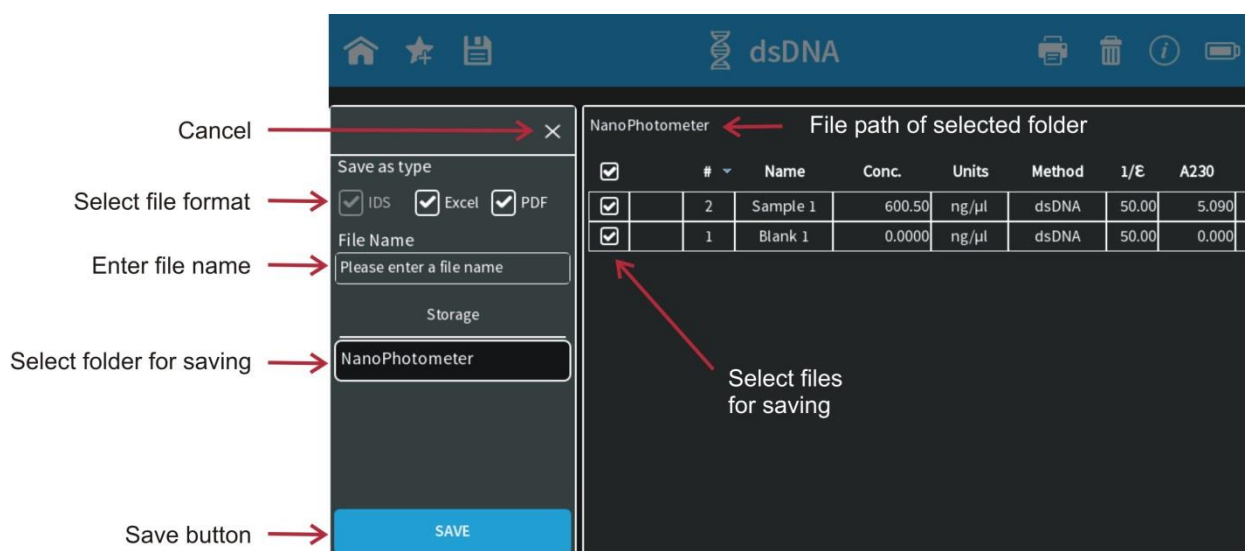 dsDNA
Cancel
NanoPhotometer
File path of selected folder
Save as type
Select file format
IDS Excel PDF
File Name
Enter file name
Please enter a file name
Storage
Select folder for saving
NanoPhotometer
Save button
SAVE
# Name Conc. Units Method 1/ε A230
2 Sample 1 600.50 ng/µl dsDNA 50.00 5.090
1 Blank 1 0.0000 ng/µl dsDNA 50.00 0.000
Select files
for saving